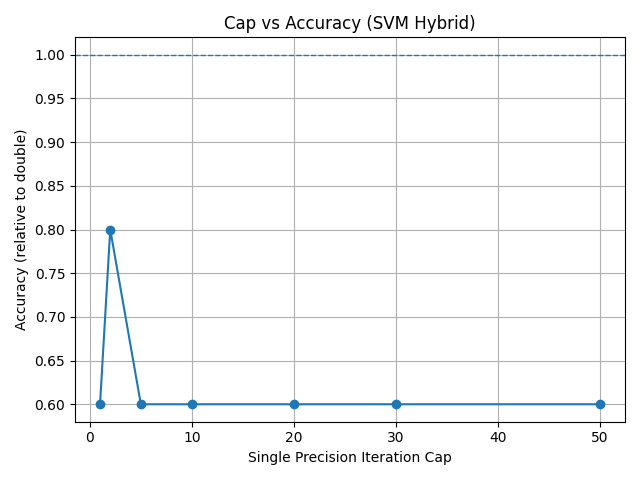 Cap vs Accuracy (SVM Hybrid)
Accuracy (relative to double)
1.00
0.95
0.90
0.85
0.80
0.75
0.70
0.65
0.60
0 10 20 30 40 50
Single Precision Iteration Cap